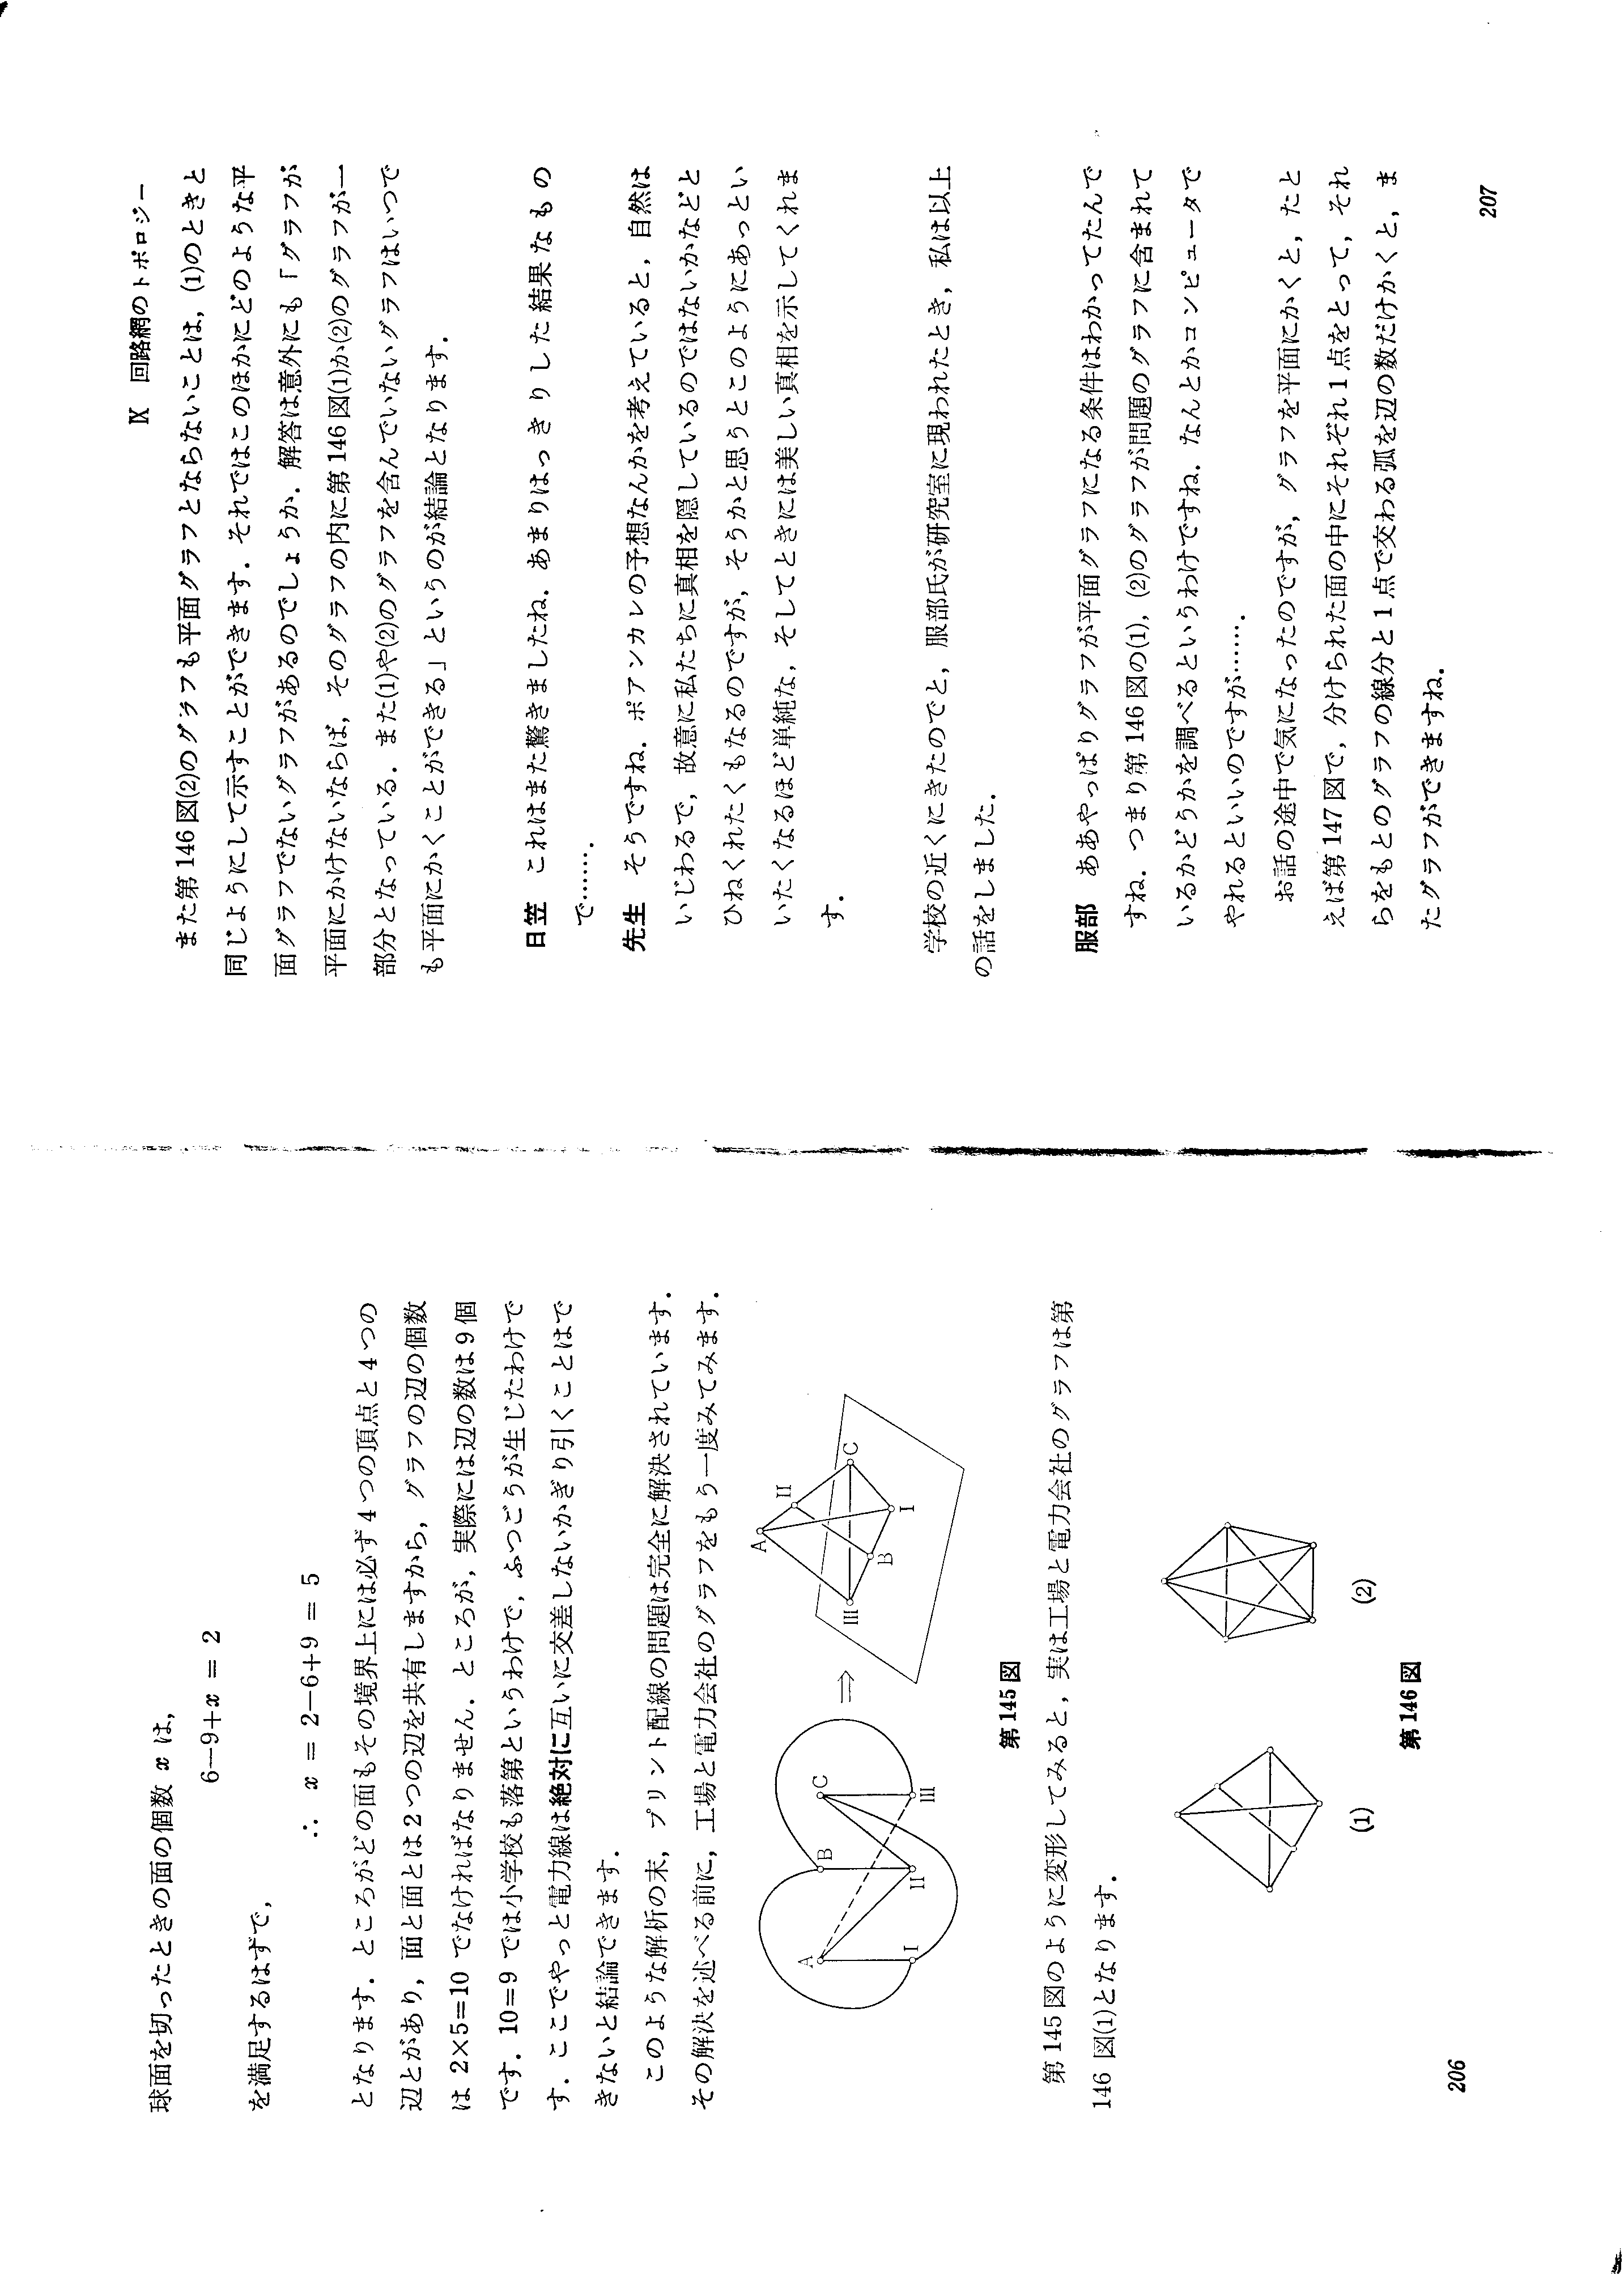 球面を切ったときの面の個数 x は,
6−9+x = 2
を満足するはずで,
∴ x = 2−6+9 = 5
となります. ところがどの面もその境界上には必ず4つの頂点と4つの
辺とがあり, 面と面とは2つの辺を共有しますから, グラフの辺の個数
は 2×5=10 でなければなりません. ところが, 実際には辺の数は9個
です. 10=9 では小学校も落第というわけで, ふつごうが生じたわけで
す. ここでやっと電力線は絶対に互いに交差しないかぎり引くことはで
きないと結論できます.
このような解析の末, プリント配線の問題は完全に解決されています.
その解決を述べる前に, 工場と電力会社のグラフをもう一度みてみます.
A B C
I II III
⇒
A II C
III B I
第145図
第145図のように変形してみると, 実は工場と電力会社のグラフは第
146 図(1)となります.
(1) (2)
第146図
206
Ⅸ 回路網のトポロジー
また第146図(2)のグラフも平面グラフとならないことは, (1)のときと
同じようにして示すことができます. それではこのほかにどのような平
面グラフでないグラフがあるのでしょうか. 解答は意外にも「グラフが
平面にかけないならば, そのグラフの内に第146図(1)か(2)のグラフが一
部分となっている. また(1)や(2)のグラフを含んでいないグラフはいつで
も平面にかくことができる」というのが結論となります.
日笠 これはまた驚きましたね. あまりはっきりした結果なもの
で…….
先生 そうですね. ポアンカレの予想なんかを考えていると, 自然は
いじわるで, 故意に私たちに真相を隠しているのではないかなどと
ひねくれたくもなるのですが, そうかと思うとこのようにあっとい
いたくなるほど単純な, そしてときには美しい真相を示してくれま
す.
学校の近くにきたのでと, 服部氏が研究室に現われたとき, 私は以上
の話をしました.
服部 ああやっぱりグラフが平面グラフになる条件はわかってたんで
すね. つまり第146図の(1), (2)のグラフが問題のグラフに含まれて
いるかどうかを調べるというわけですね. なんとかコンピュータで
やれるといいのですが…….
お話の途中で気になったのですが, グラフを平面にかくと, たと
えば第147図で, 分けられた面の中にそれぞれ1点をとって, それ
らをもとのグラフの線分と1点で交わる弧を辺の数だけかくと, ま
たグラフができますね.
207